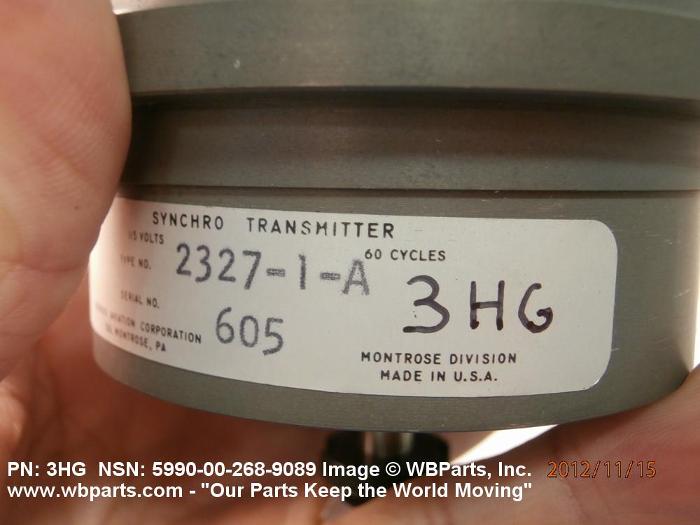 SYNCHRO TRANSMITTER
115 VOLTS 60 CYCLES
TYPE NO. 2327-1-A
3HG
SERIAL NO. 605
AVIATION CORPORATION
MONTROSE, PA
MONTROSE DIVISION
MADE IN U.S.A.
PN: 3HG NSN: 5990-00-268-9089 Image © WBParts, Inc. 2012/11/15
www.wbparts.com - "Our Parts Keep the World Moving"